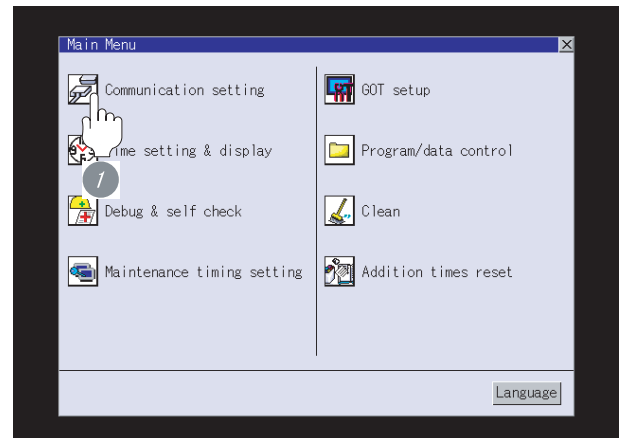 Main Menu
Communication setting
GOT setup
Time setting & display
Program/data control
1
Debug & self check
Clean
Maintenance timing setting
Addition times reset
Language